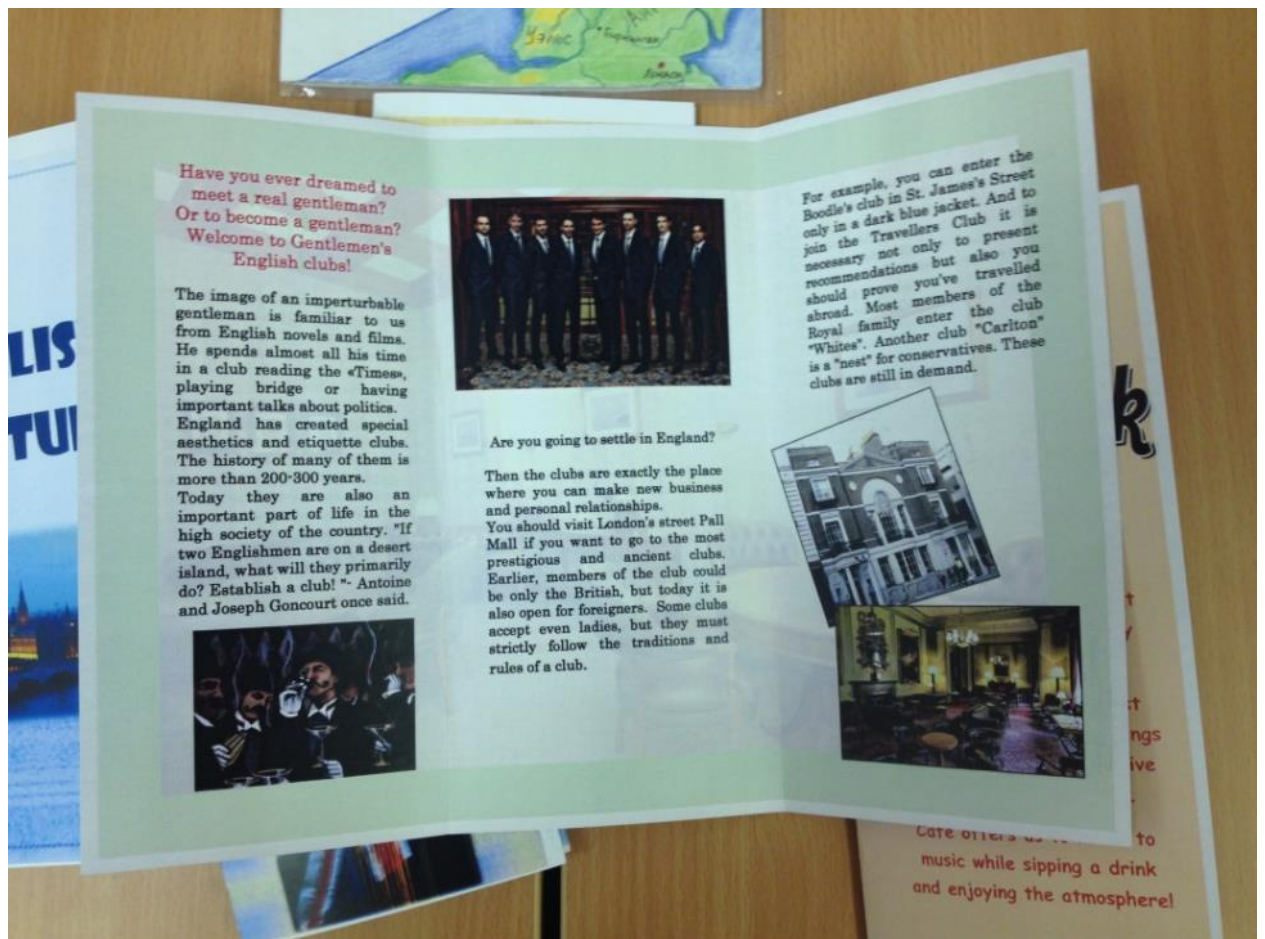 Уэлс
Бирмингем
Have you ever dreamed to
meet a real gentleman?
Or to become a gentleman?
Welcome to Gentlemen's
English clubs!
The image of an imperturbable
gentleman is familiar to us
from English novels and films.
He spends almost all his time
in a club reading the «Times»,
playing bridge or having
important talks about politics.
England has created special
aesthetics and etiquette clubs.
The history of many of them is
more than 200-300 years.
Today they are also an
important part of life in the
high society of the country. "If
two Englishmen are on a desert
island, what will they primarily
do? Establish a club! "- Antoine
and Joseph Goncourt once said.
Are you going to settle in England?
Then the clubs are exactly the place
where you can make new business
and personal relationships.
You should visit London's street Pall
Mall if you want to go to the most
prestigious and ancient clubs.
Earlier, members of the club could
be only the British, but today it is
also open for foreigners. Some clubs
accept even ladies, but they must
strictly follow the traditions and
rules of a club.
For example, you can enter the
Boodle's club in St. James's Street
only in a dark blue jacket. And to
join the Travellers Club it is
necessary not only to present
recommendations but also you
should prove you've travelled
abroad. Most members of the
Royal family enter the club
"Whites". Another club "Carlton"
is a "nest" for conservatives. These
clubs are still in demand.
LIS
TU
k
t
y
st
ngs
ive
Cafe offers us to
music while sipping a drink
and enjoying the atmosphere!